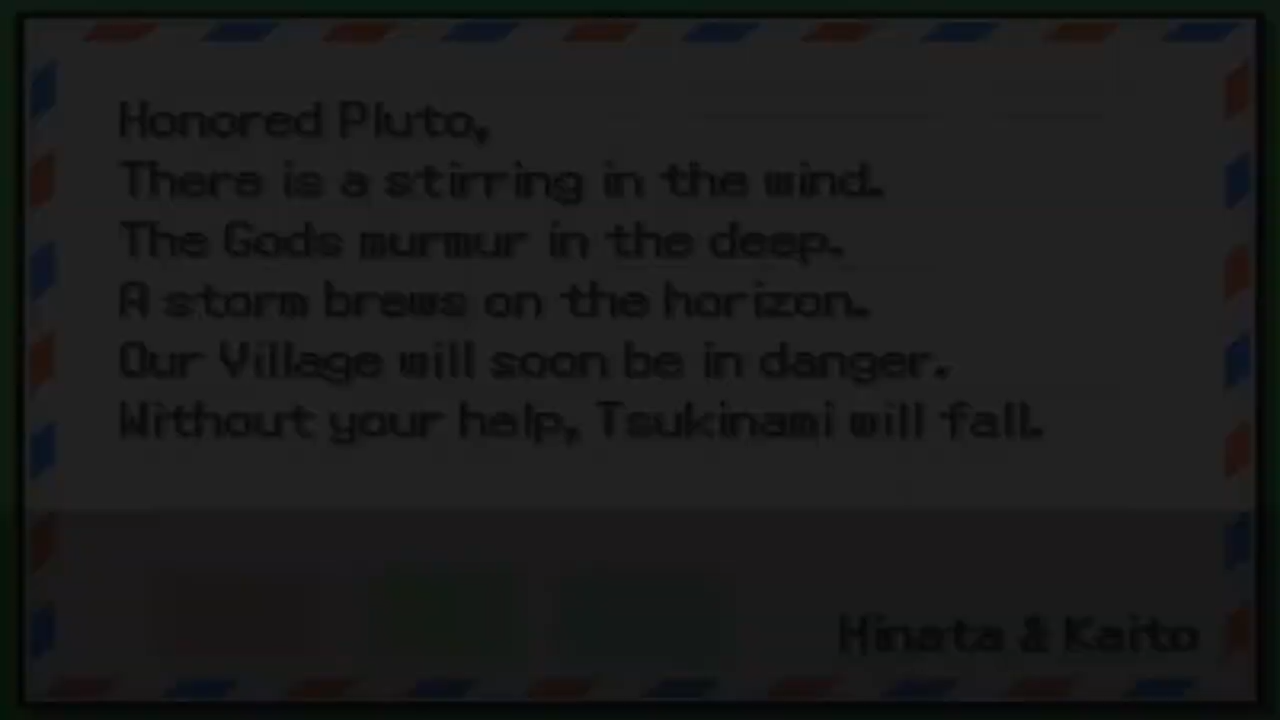 Honored Pluto,
There is a stirring in the wind.
The Gods murmur in the deep.
A storm brews on the horizon.
Our Village will soon be in danger.
Without your help, Tsukinami will fall.
Hinata & Kaito